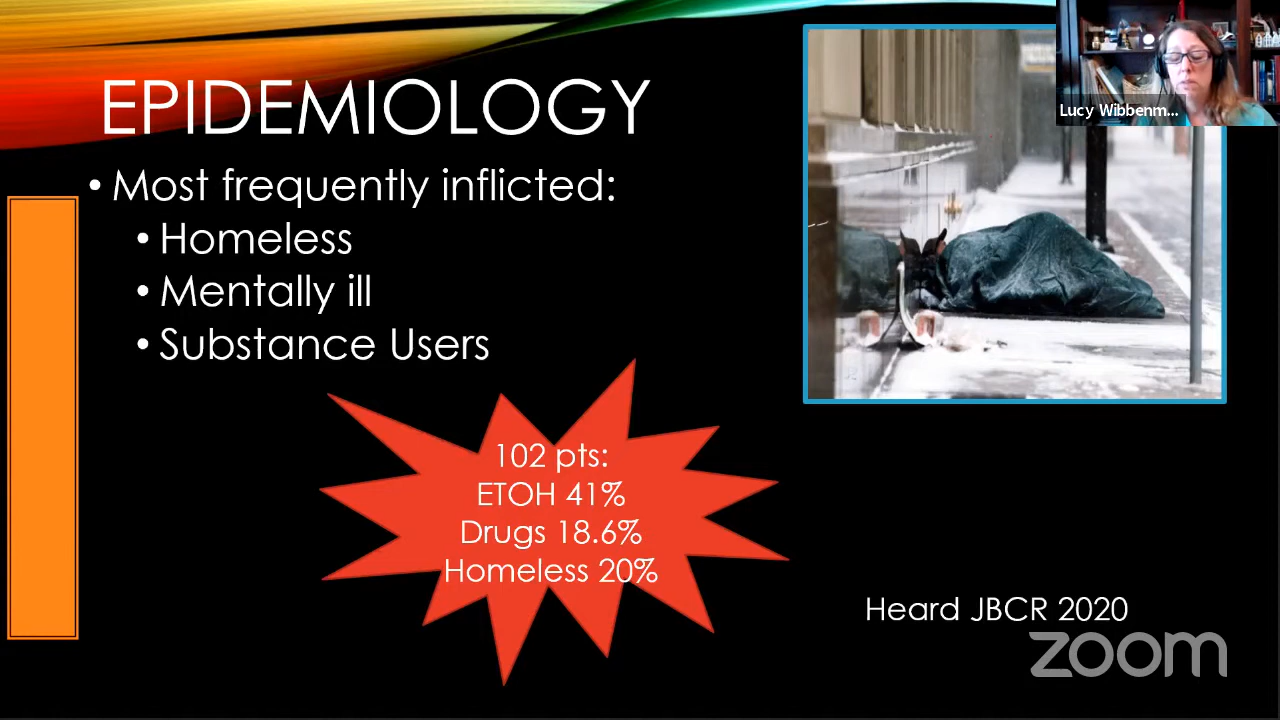 EPIDEMIOLOGY
• Most frequently inflicted:
• Homeless
• Mentally ill
• Substance Users
102 pts:
ETOH 41%
Drugs 18.6%
Homeless 20%
Heard JBCR 2020
zoom
Lucy Wibbenm...